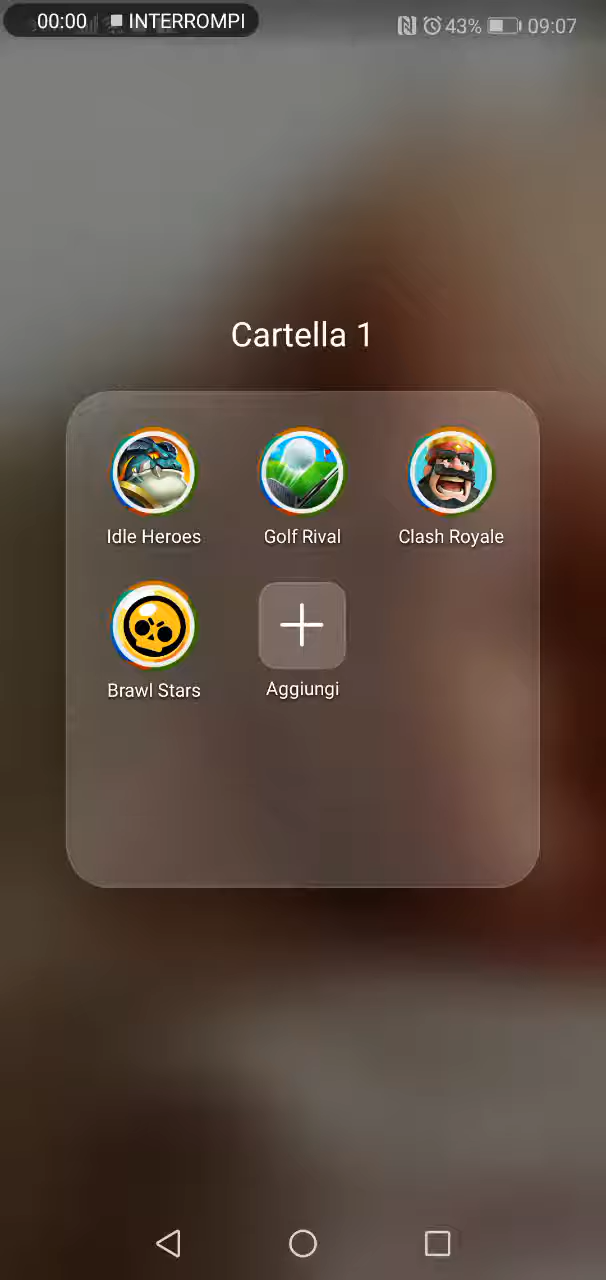 00:00 INTERROMPI
43% 09:07
Cartella 1
Idle Heroes
Golf Rival
Clash Royale
Brawl Stars
Aggiungi